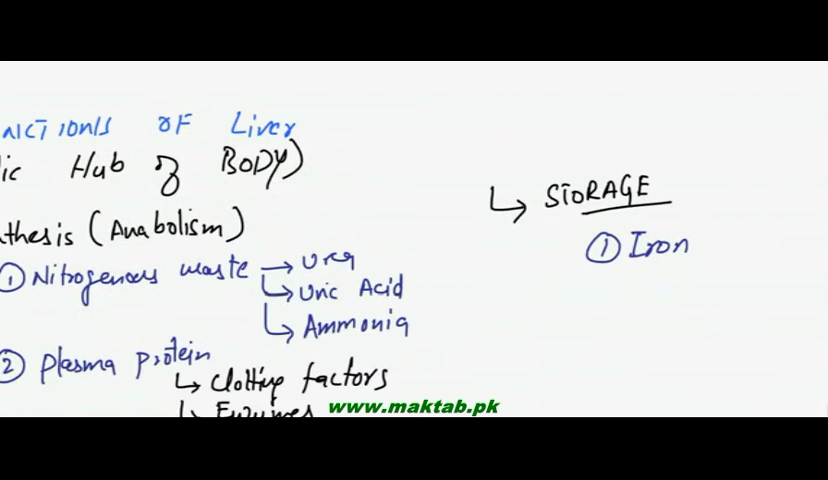 NCTIONS OF Liver
ic Hub of BODY)
thesis (Anabolism)
① Nitrogenous waste → Urea
↳ Uric Acid
↳ Ammonia
② Plasma protein
↳ Clotting factors
↳ Enzymes
↳ STORAGE
① Iron
www.maktab.pk